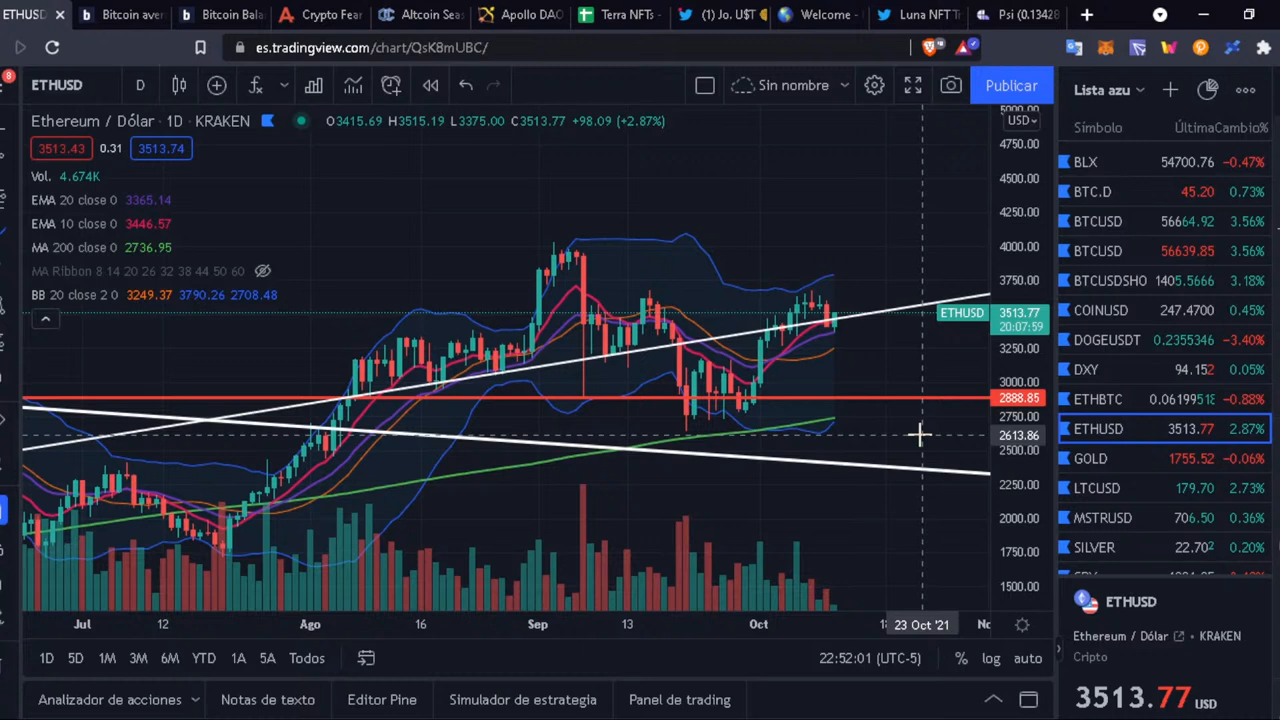 ETHUS
Bitcoin aver
Bitcoin Bala
Crypto Fear
Altcoin Seas
Apollo DAO
Terra NFTs -
(1) Jo. U$T
Welcome -
Luna NFT Tr
Psi (0.13428
es.tradingview.com/chart/QsK8mUBC/
8
ETHUSD
D
Sin nombre
Publicar
Lista azu
Ethereum / Dólar · 1D · KRAKEN
O3415.69 H3515.19 L3375.00 C3513.77 +98.09 (+2.87%)
3513.43
0.31
3513.74
Vol. 4.674K
EMA 20 close 0 3365.14
EMA 10 close 0 3446.57
MA 200 close 0 2736.95
MA Ribbon 8 14 20 26 32 38 44 50 60
BB 20 close 2 0 3249.37 3790.26 2708.48
5000.00
USD
4750.00
4500.00
4250.00
4000.00
3750.00
ETHUSD 3513.77
20:07:59
3250.00
3000.00
2888.85
2750.00
2613.86
2500.00
2250.00
2000.00
1750.00
1500.00
Jul
12
Ago
16
Sep
13
Oct
23 Oct '21
1D
5D
1M
3M
6M
YTD
1A
5A
Todos
22:52:01 (UTC-5)
%
log
auto
Analizador de acciones
Notas de texto
Editor Pine
Simulador de estrategia
Panel de trading
Símbolo ÚltimaCambio%
BLX 54700.76 −0.47%
BTC.D 45.20 0.73%
BTCUSD 56664.92 3.56%
BTCUSD 56639.85 3.56%
BTCUSDSHO 1405.5666 3.18%
COINUSD 247.4700 0.45%
DOGEUSDT 0.2355346 −3.40%
DXY 94.152 0.05%
ETHBTC 0.06199518 −0.88%
ETHUSD 3513.77 2.87%
GOLD 1755.52 −0.06%
LTCUSD 179.70 2.73%
MSTRUSD 706.50 0.36%
SILVER 22.702 0.20%
ETHUSD
Ethereum / Dólar · KRAKEN
Cripto
3513.77 USD